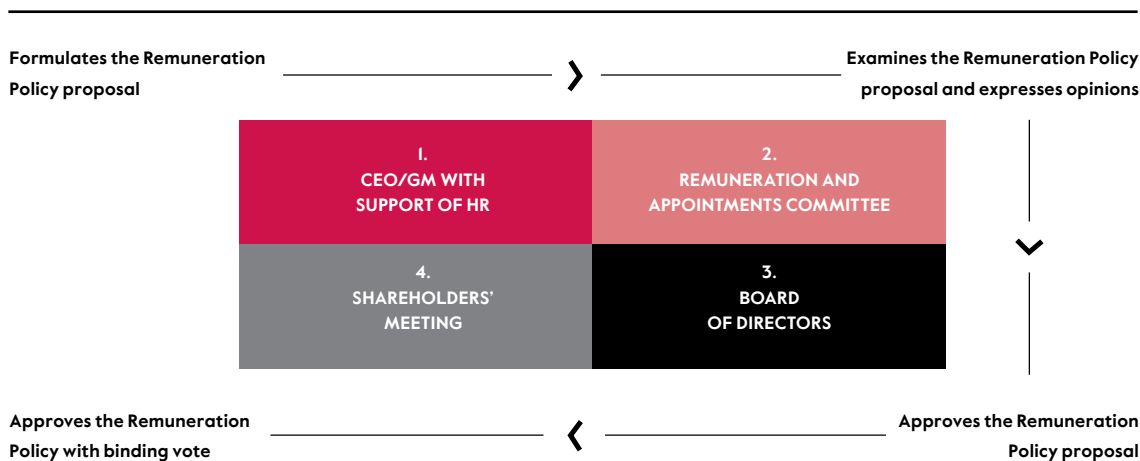 Formulates the Remuneration
Policy proposal
Examines the Remuneration Policy
proposal and expresses opinions
1.
CEO/GM WITH
SUPPORT OF HR
2.
REMUNERATION AND
APPOINTMENTS COMMITTEE
4.
SHAREHOLDERS’
MEETING
3.
BOARD
OF DIRECTORS
Approves the Remuneration
Policy with binding vote
Approves the Remuneration
Policy proposal